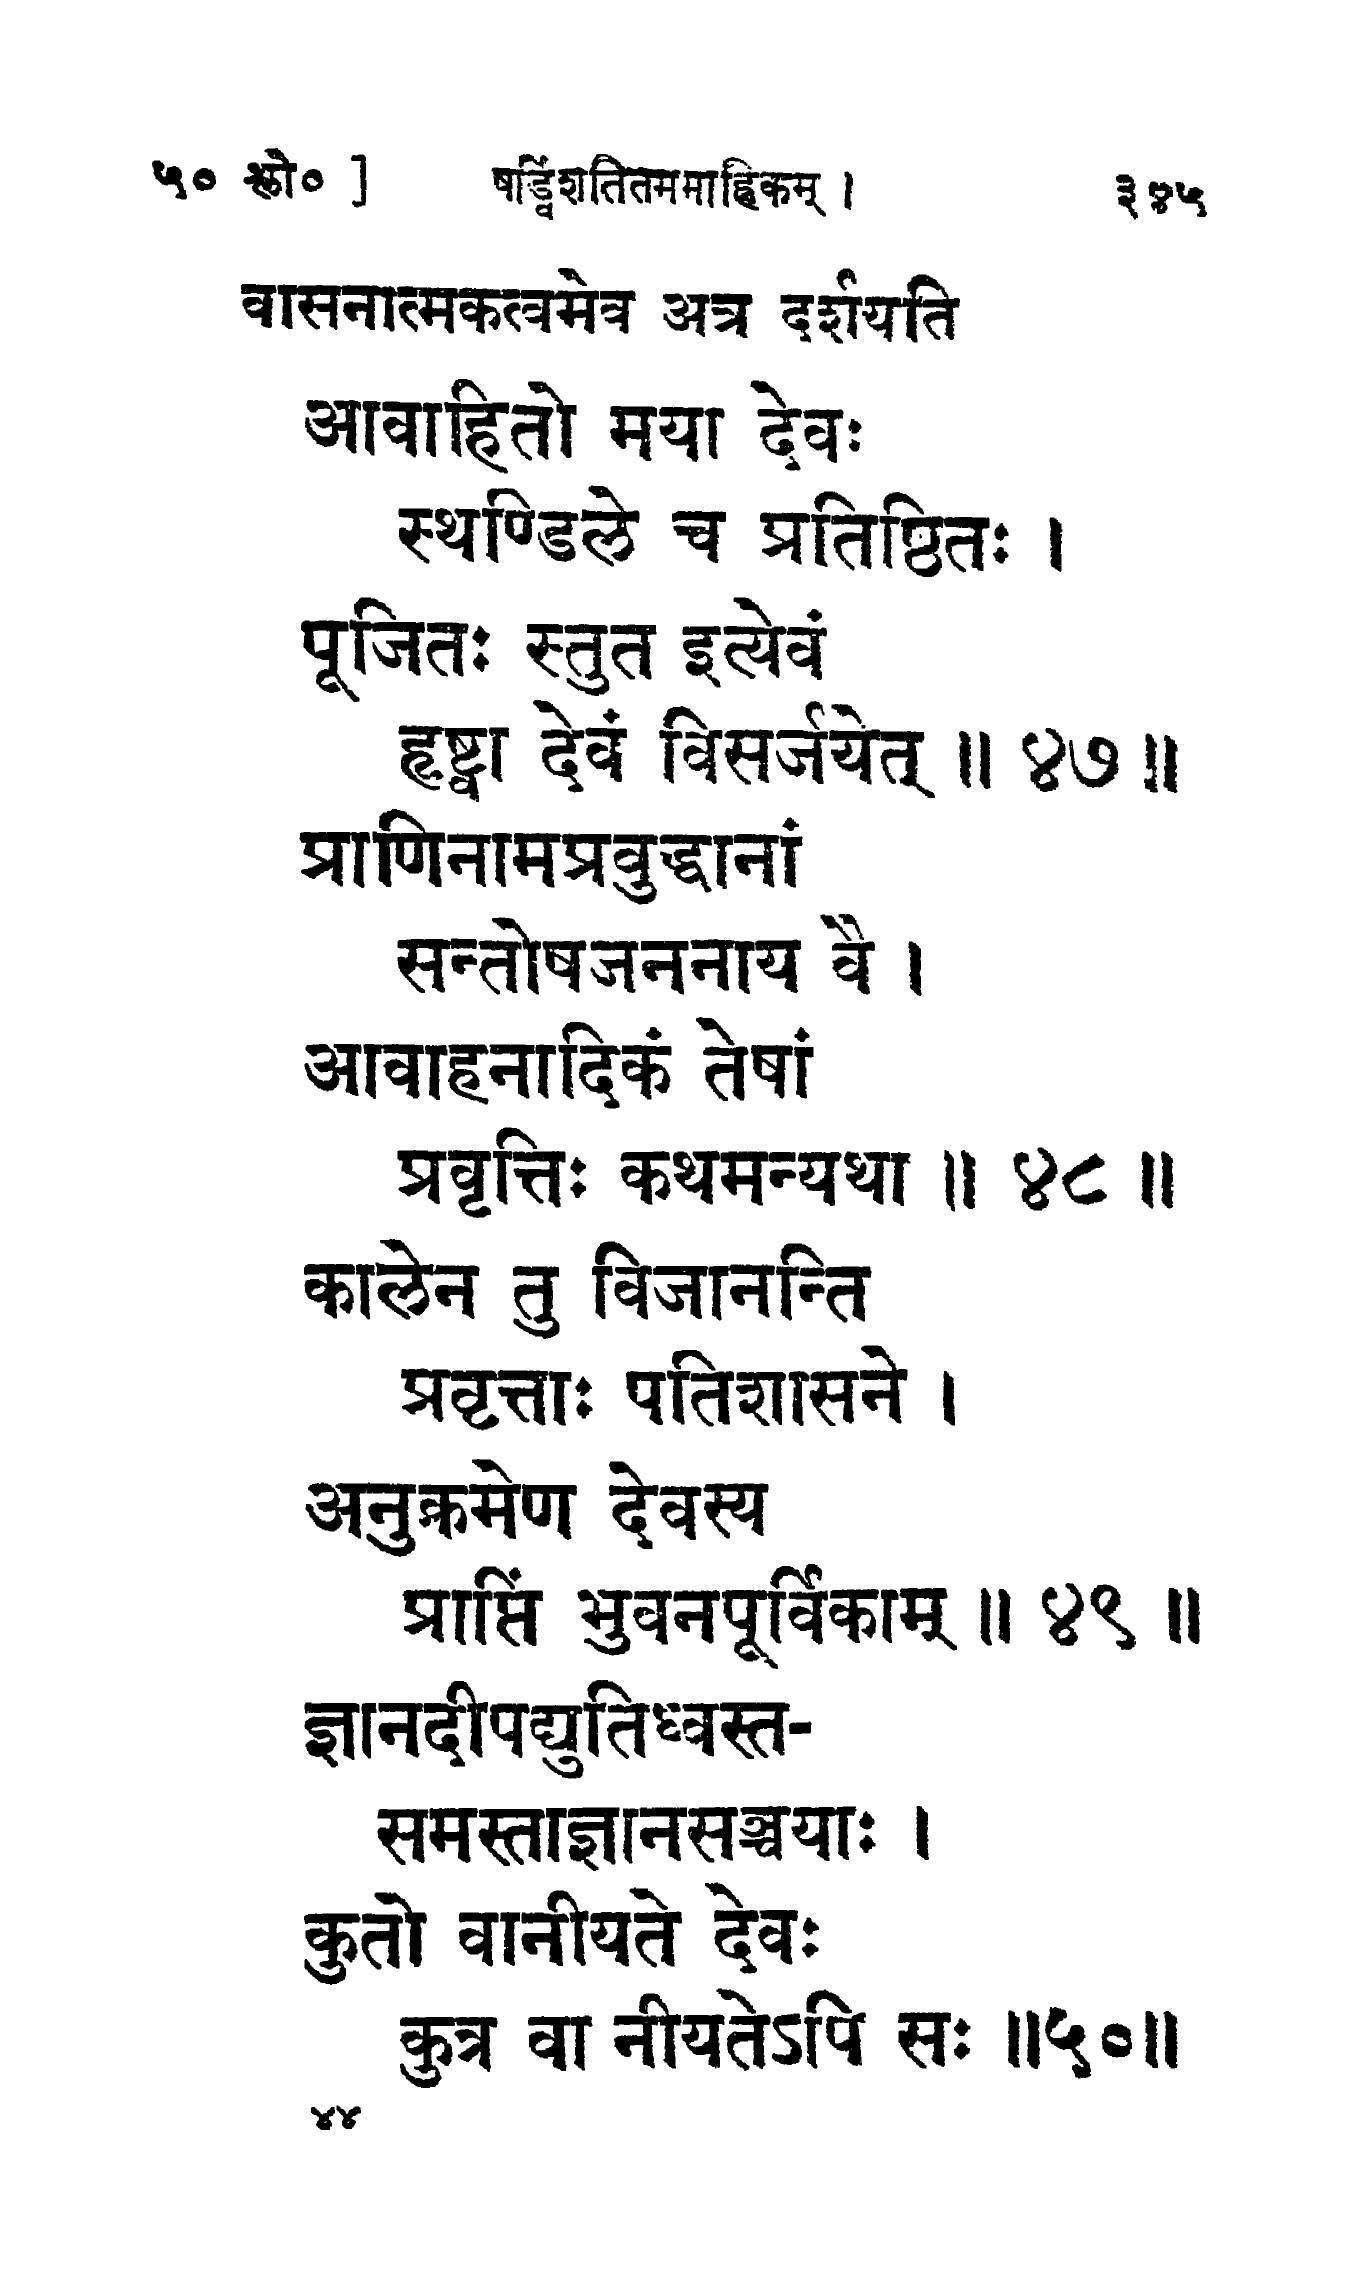 ५० श्लो० ] षड्विंशतितममाह्निकम् । ३४५
वासनात्मकत्वमेव अत्र दर्शयति
आवाहितो मया देवः
स्थण्डिले च प्रतिष्ठितः ।
पूजितः स्तुत इत्येवं
हृष्ट्वा देवं विसर्जयेत् ॥ ४७ ॥
प्राणिनामप्रवुद्धानां
सन्तोषजननाय वै ।
आवाहनादिकं तेषां
प्रवृत्तिः कथमन्यथा ॥ ४८ ॥
कालेन तु विजानन्ति
प्रवृत्ताः पतिशासने ।
अनुक्रमेण देवस्य
प्राप्तिं भुवनपूर्विकाम् ॥ ४९ ॥
ज्ञानदीपद्युतिध्वस्त-
समस्ताज्ञानसञ्चयाः ।
कुतो वानीयते देवः
कुत्र वा नीयतेऽपि सः ॥५०॥
४४